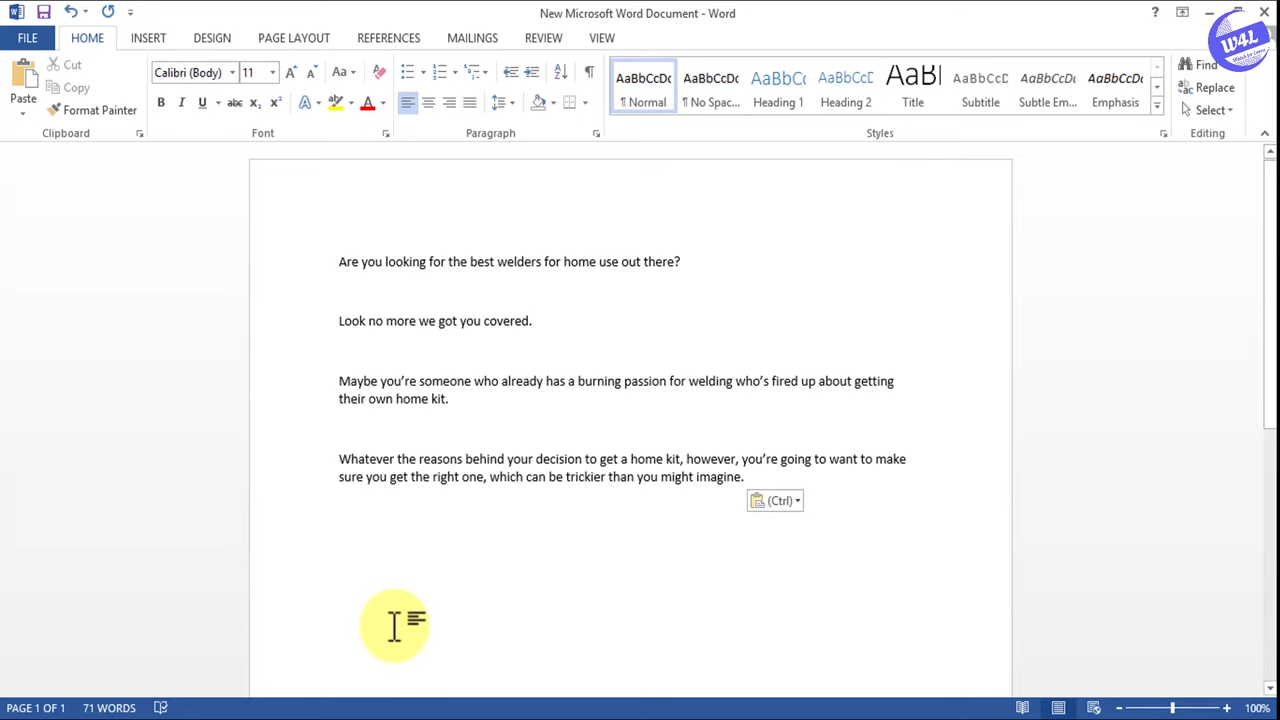 New Microsoft Word Document - Word
?
W4L
FILE HOME INSERT DESIGN PAGE LAYOUT REFERENCES MAILINGS REVIEW VIEW
Paste
Cut
Copy
Format Painter
Clipboard
Calibri (Body) 11
Font
Paragraph
AaBbCcDc AaBbCcDc AaBbCc AaBbCcD AaBb AaBbCcD AaBbCcDc AaBbCcDc
¶ Normal ¶ No Spac... Heading 1 Heading 2 Title Subtitle Subtle Em... Emphasis
Styles
Find
Replace
Select
Editing
Are you looking for the best welders for home use out there?
Look no more we got you covered.
Maybe you’re someone who already has a burning passion for welding who’s fired up about getting
their own home kit.
Whatever the reasons behind your decision to get a home kit, however, you’re going to want to make
sure you get the right one, which can be trickier than you might imagine.
(Ctrl)
PAGE 1 OF 1 71 WORDS
100%